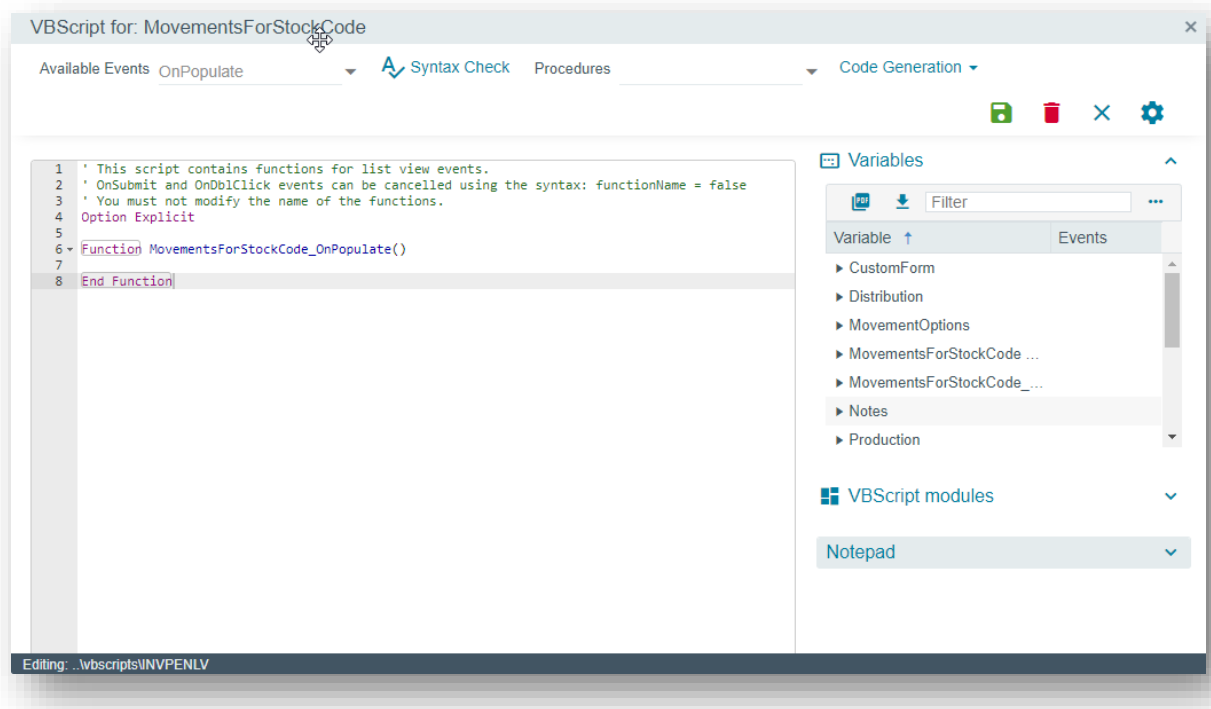 VBScript for: MovementsForStockCode
Available Events OnPopulate Syntax Check Procedures Code Generation
1 ' This script contains functions for list view events.
2 ' OnSubmit and OnDblClick events can be cancelled using the syntax: functionName = false
3 ' You must not modify the name of the functions.
4 Option Explicit
5
6 Function MovementsForStockCode_OnPopulate()
7
8 End Function
Variables
PDF Filter
Variable Events
CustomForm
Distribution
MovementOptions
MovementsForStockCode ...
MovementsForStockCode_...
Notes
Production
VBScript modules
Notepad
Editing: ..\vbscripts\INVPENLV